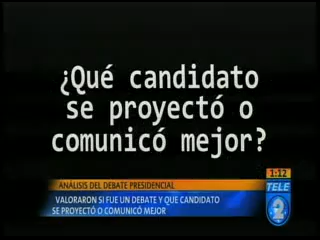 ¿Qué candidato
se proyectó o
comunicó mejor?
1:12
ANÁLISIS DEL DEBATE PRESIDENCIAL
TELE
2
VALORARON SI FUE UN DEBATE Y QUE CANDIDATO
SE PROYECTÓ O COMUNICÓ MEJOR